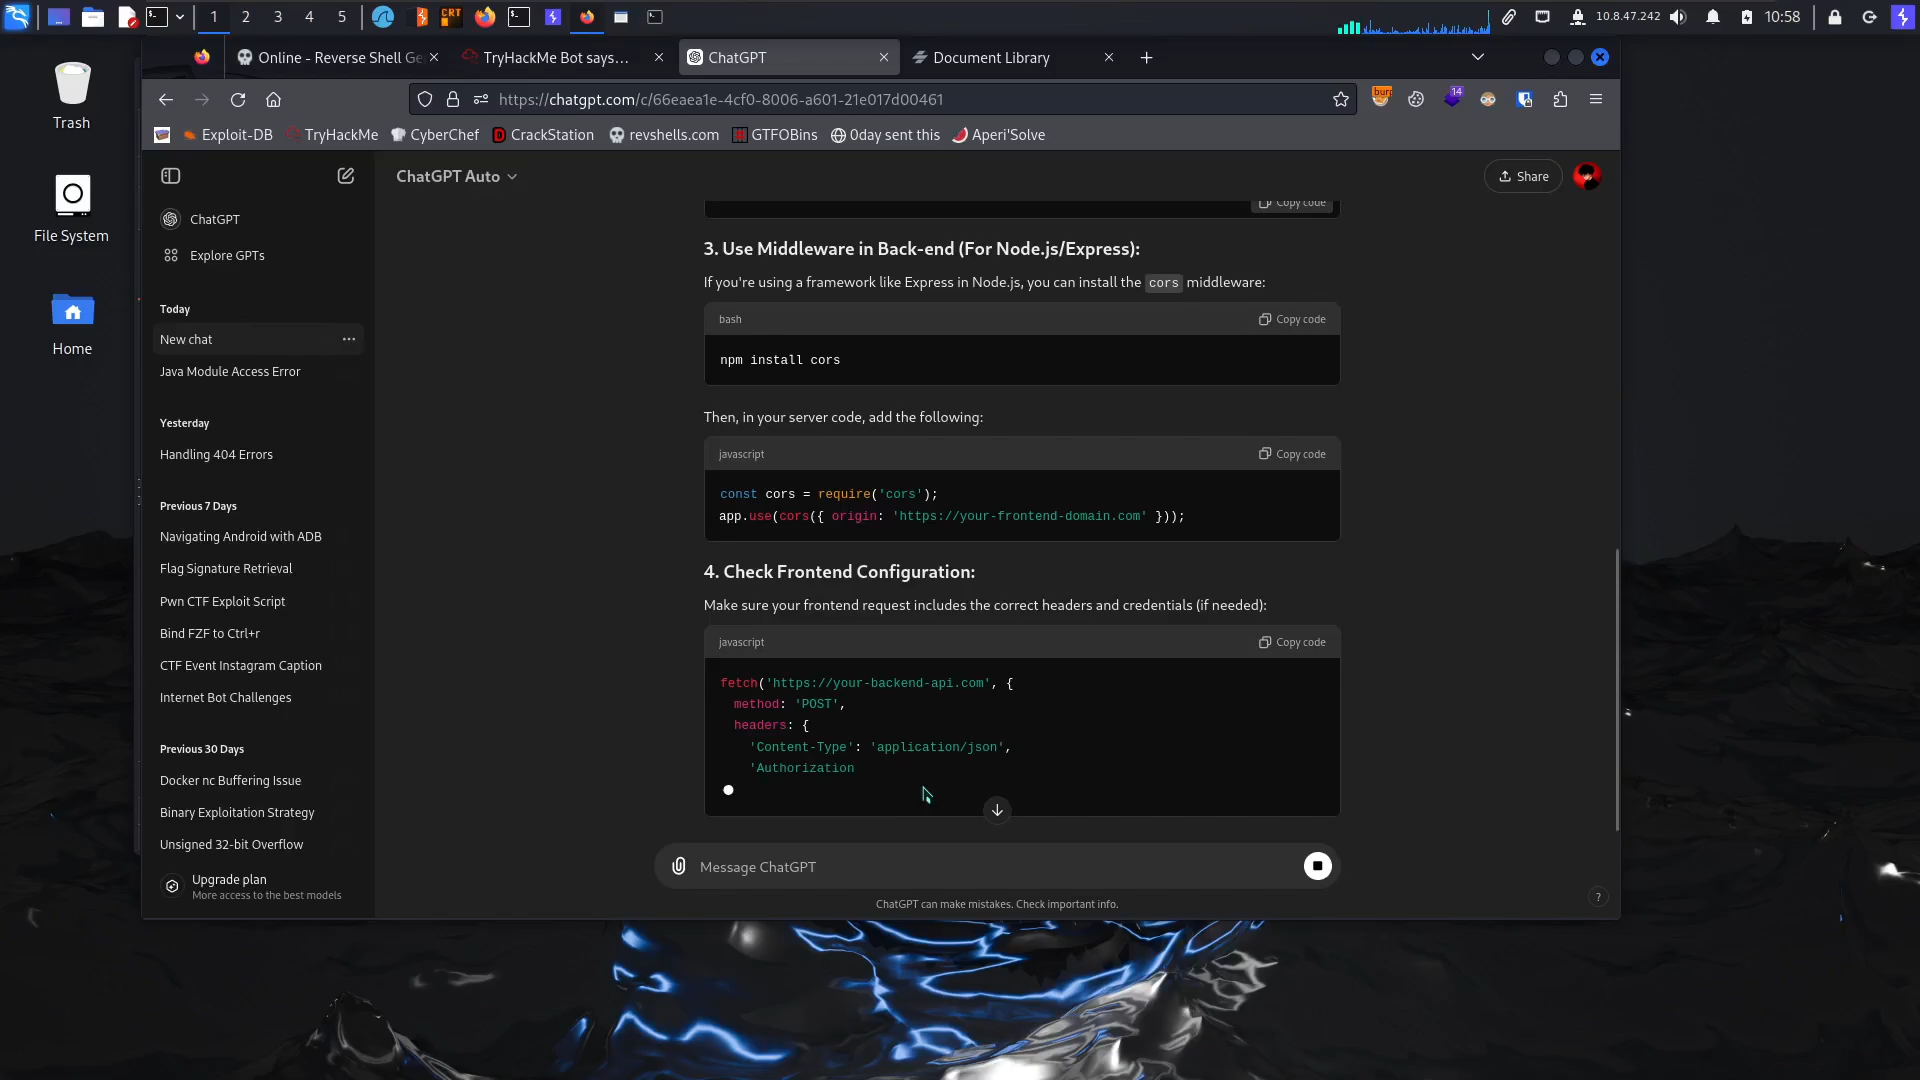 1
2
3
4
5
CRT
10.8.47.242
10:58
Trash
File System
Home
Online - Reverse Shell Ge
TryHackMe Bot says...
ChatGPT
Document Library
https://chatgpt.com/c/66eaea1e-4cf0-8006-a601-21e017d00461
burp
14
Exploit-DB
TryHackMe
CyberChef
CrackStation
revshells.com
GTFOBins
0day sent this
Aperi'Solve
ChatGPT Auto
Share
ChatGPT
Explore GPTs
Today
New chat
Java Module Access Error
Yesterday
Handling 404 Errors
Previous 7 Days
Navigating Android with ADB
Flag Signature Retrieval
Pwn CTF Exploit Script
Bind FZF to Ctrl+r
CTF Event Instagram Caption
Internet Bot Challenges
Previous 30 Days
Docker nc Buffering Issue
Binary Exploitation Strategy
Unsigned 32-bit Overflow
Upgrade plan
More access to the best models
Copy code
3. Use Middleware in Back-end (For Node.js/Express):
If you're using a framework like Express in Node.js, you can install the cors middleware:
bash
Copy code
npm install cors
Then, in your server code, add the following:
javascript
Copy code
const cors = require('cors');
app.use(cors({ origin: 'https://your-frontend-domain.com' }));
4. Check Frontend Configuration:
Make sure your frontend request includes the correct headers and credentials (if needed):
javascript
Copy code
fetch('https://your-backend-api.com', {
method: 'POST',
headers: {
'Content-Type': 'application/json',
'Authorization
Message ChatGPT
ChatGPT can make mistakes. Check important info.
?